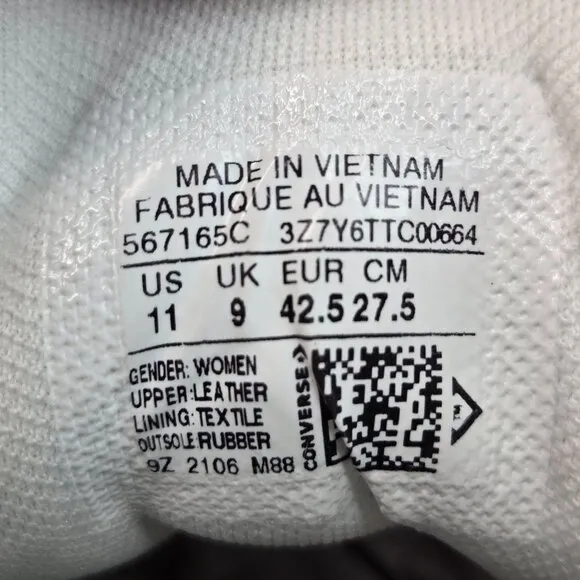 MADE IN VIETNAM
FABRIQUE AU VIETNAM
567165C 3Z7Y6TTC00664
US UK EUR CM
11 9 42.5 27.5
GENDER: WOMEN
UPPER: LEATHER
LINING: TEXTILE
OUTSOLE: RUBBER
9Z 2106 M88
CONVERSE
TM